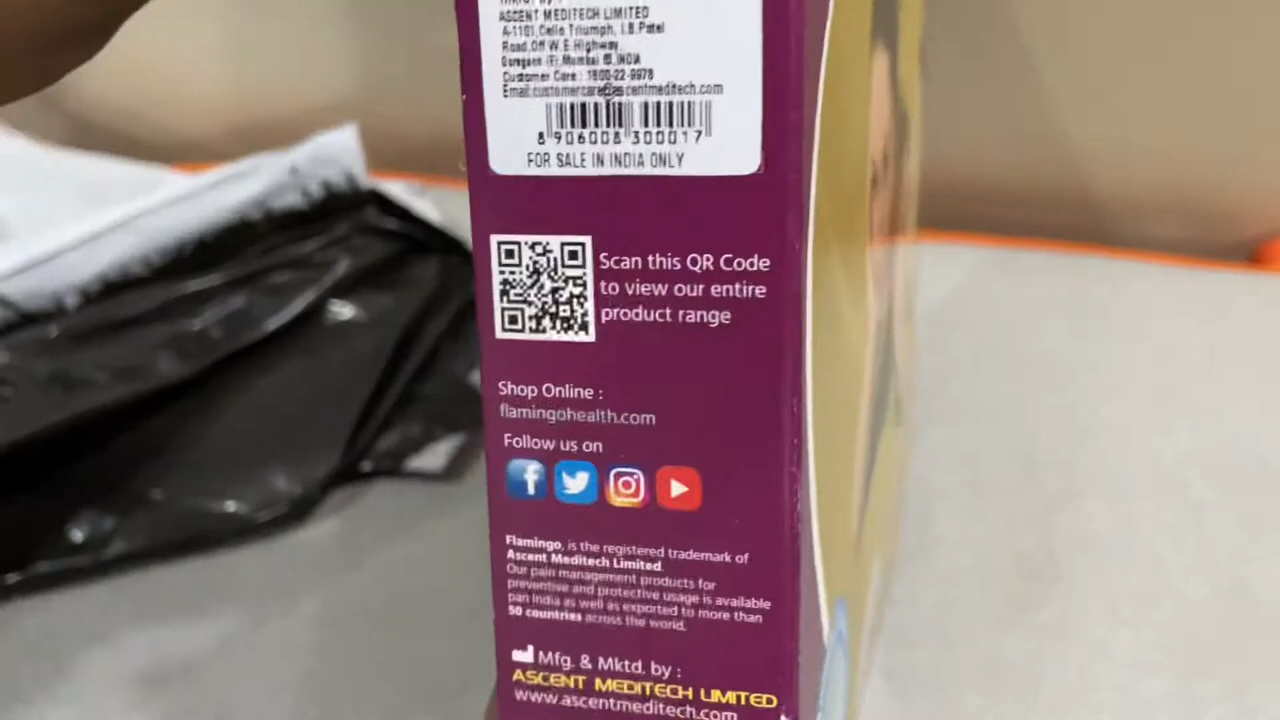 ASCENT MEDITECH LIMITED
A-1101, Cello Triumph, I.B. Patel
Road, Off W.E. Highway,
Goregaon (E), Mumbai 63, INDIA
Customer Care : 1800-22-9978
Email:customercare@ascentmeditech.com
8 906008 300017
FOR SALE IN INDIA ONLY
Scan this QR Code
to view our entire
product range
Shop Online :
flamingohealth.com
Follow us on
Flamingo, is the registered trademark of
Ascent Meditech Limited.
Our pain management products for
preventive and protective usage is available
pan India as well as exported to more than
50 countries across the world.
Mfg. & Mktd. by :
ASCENT MEDITECH LIMITED
www.ascentmeditech.com